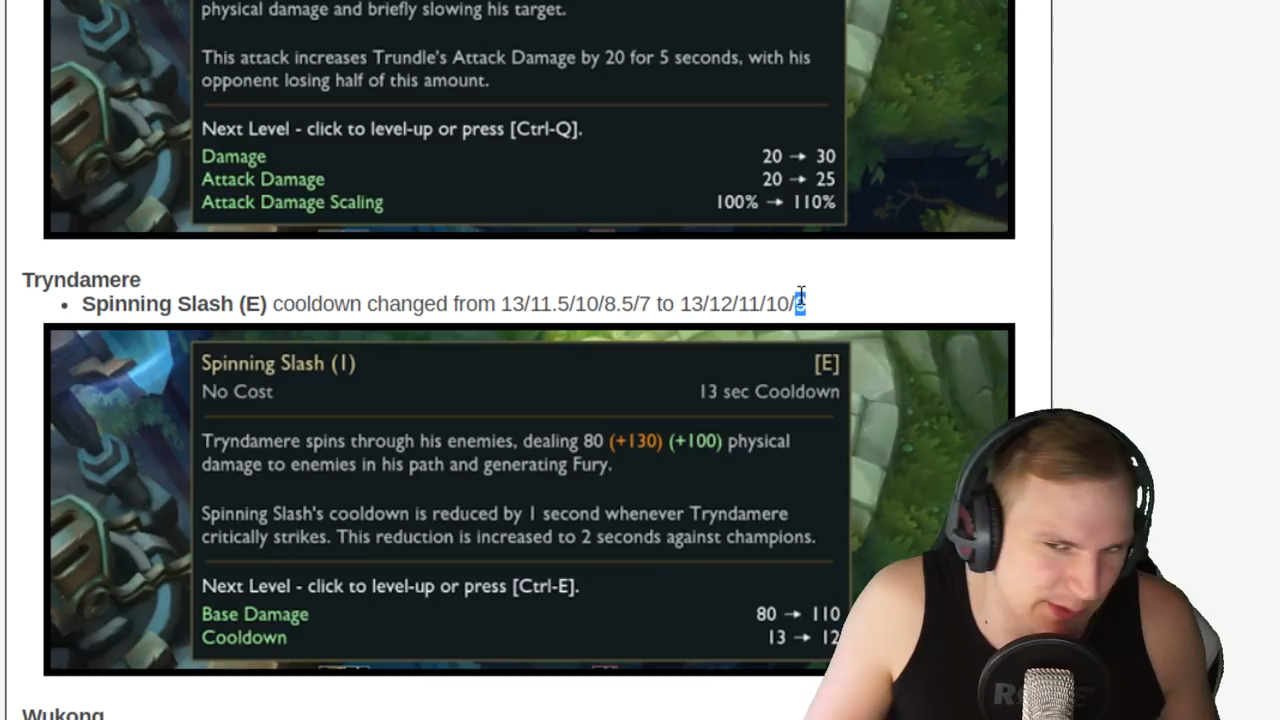 physical damage and briefly slowing his target.
This attack increases Trundle's Attack Damage by 20 for 5 seconds, with his
opponent losing half of this amount.
Next Level - click to level-up or press [Ctrl-Q].
Damage 20 → 30
Attack Damage 20 → 25
Attack Damage Scaling 100% → 110%
Tryndamere
• Spinning Slash (E) cooldown changed from 13/11.5/10/8.5/7 to 13/12/11/10/
Spinning Slash (1) [E]
No Cost 13 sec Cooldown
Tryndamere spins through his enemies, dealing 80 (+130) (+100) physical
damage to enemies in his path and generating Fury.
Spinning Slash's cooldown is reduced by 1 second whenever Tryndamere
critically strikes. This reduction is increased to 2 seconds against champions.
Next Level - click to level-up or press [Ctrl-E].
Base Damage 80 → 110
Cooldown 13 → 12
Wukong